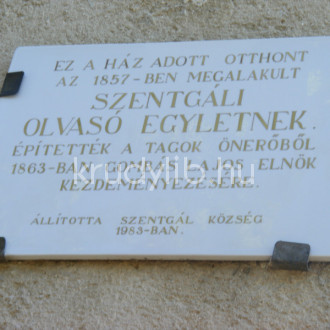 EZ A HÁZ ADOTT OTTHONT
AZ 1857-BEN MEGALAKULT
SZENTGÁLI
OLVASÓ EGYLETNEK.
ÉPÍTETTÉK A TAGOK ÖNERŐBŐL
1863-BAN GOMBÁS LAJOS ELNÖK
KEZDEMÉNYEZÉSÉRE.
krudylib.hu
ÁLLÍTOTTA SZENTGÁL KÖZSÉG
1983-BAN.